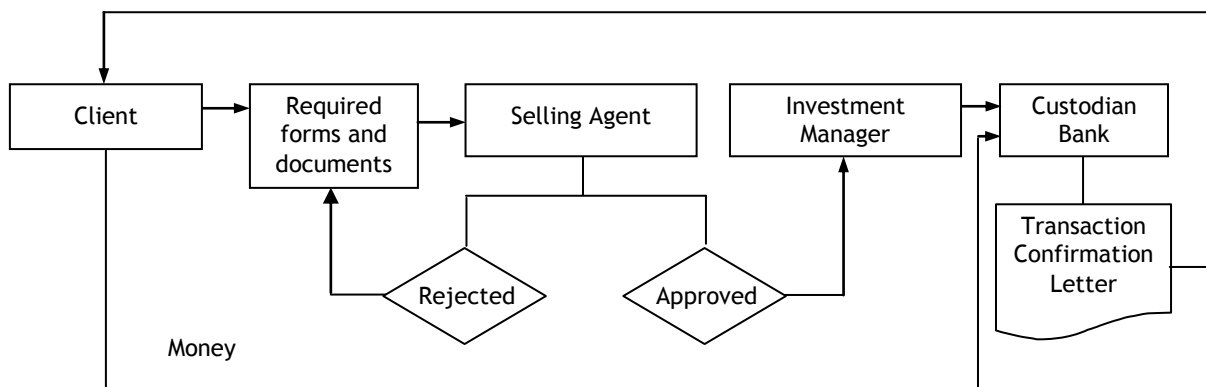 Client
Required
forms and
documents
Selling Agent
Investment
Manager
Custodian
Bank
Transaction
Confirmation
Letter
Rejected
Approved
Money